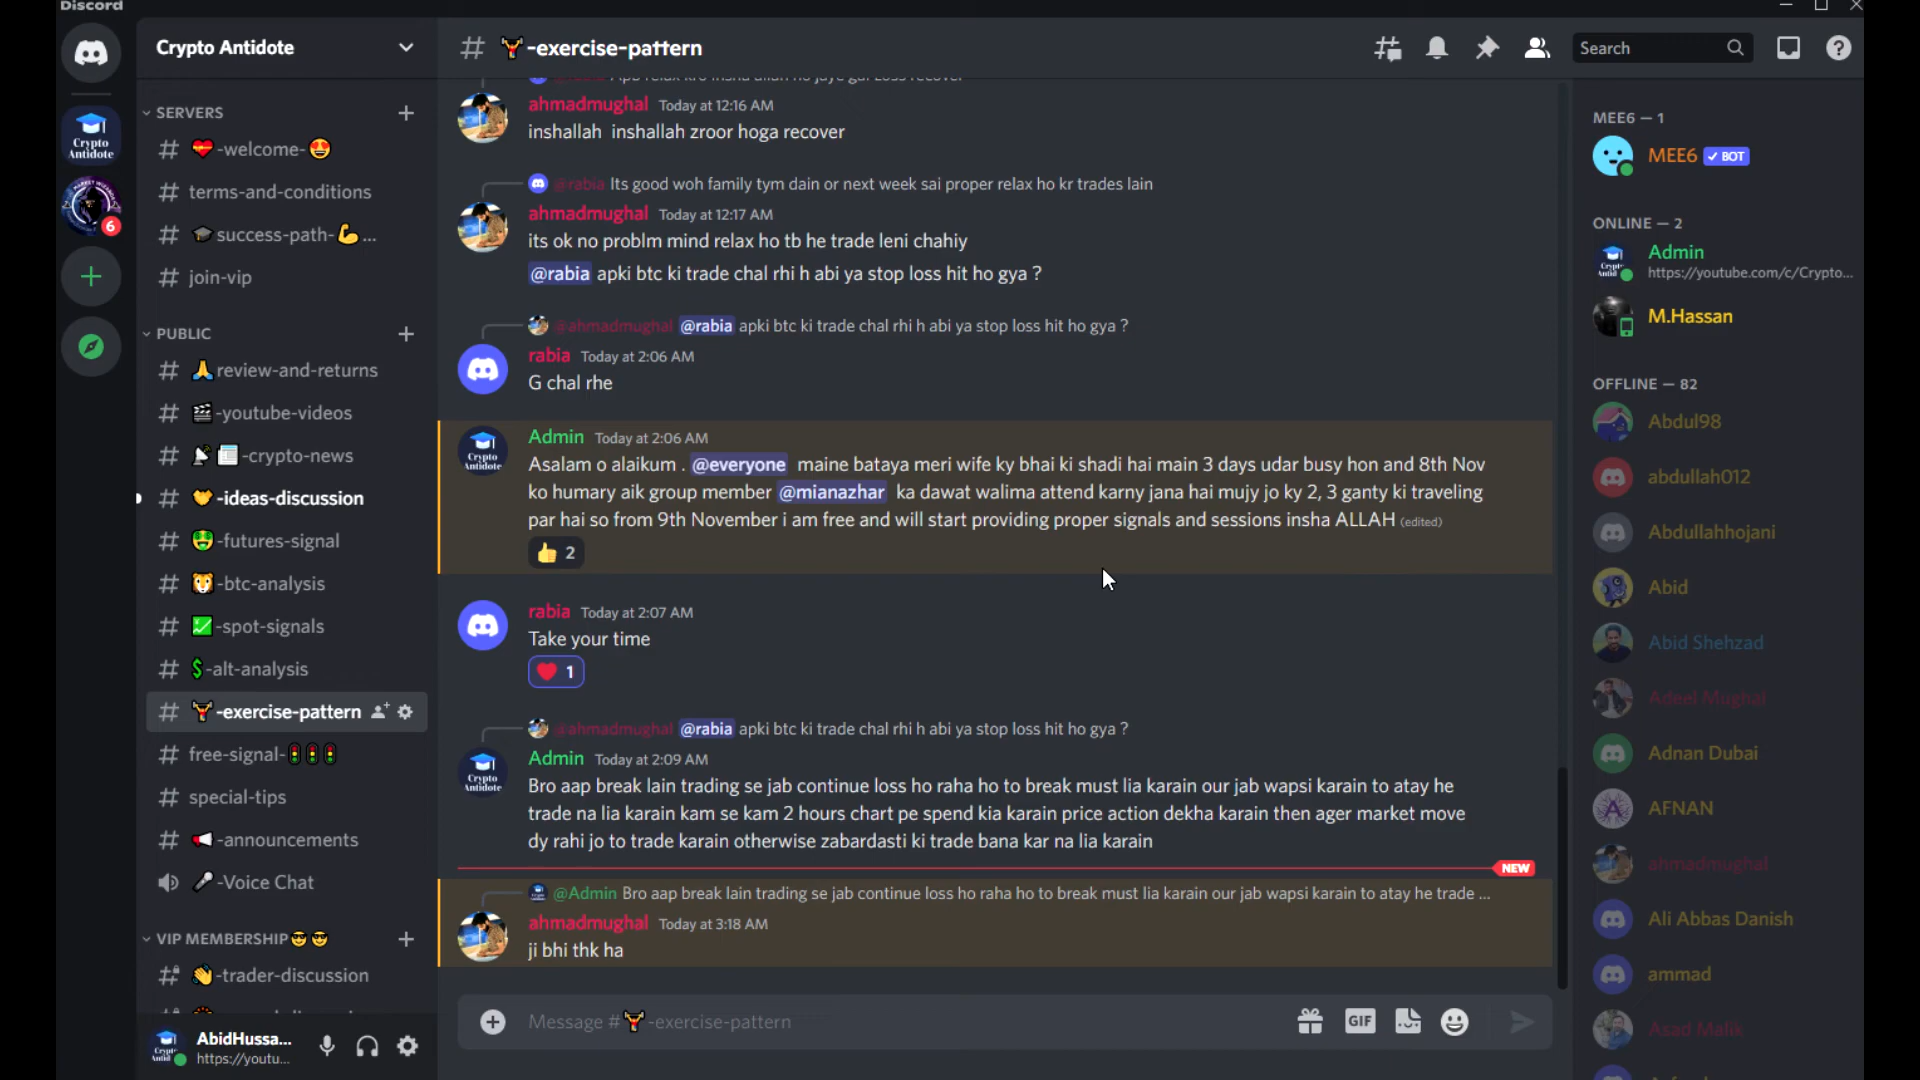 Discord
Crypto Antidote
SERVERS
-welcome-
terms-and-conditions
success-path- ...
join-vip
PUBLIC
review-and-returns
-youtube-videos
-crypto-news
-ideas-discussion
-futures-signal
-btc-analysis
-spot-signals
-alt-analysis
-exercise-pattern
free-signal-
special-tips
-announcements
-Voice Chat
VIP MEMBERSHIP
-trader-discussion
AbidHussa...
https://youtu...
Crypto
Antidote
6
# -exercise-pattern
Search
ahmadmughal Today at 12:16 AM
inshallah inshallah zroor hoga recover
@rabia Its good woh family tym dain or next week sai proper relax ho kr trades lain
ahmadmughal Today at 12:17 AM
its ok no problm mind relax ho tb he trade leni chahiy
@rabia apki btc ki trade chal rhi h abi ya stop loss hit ho gya ?
@ahmadmughal @rabia apki btc ki trade chal rhi h abi ya stop loss hit ho gya ?
rabia Today at 2:06 AM
G chal rhe
Admin Today at 2:06 AM
Asalam o alaikum . @everyone maine bataya meri wife ky bhai ki shadi hai main 3 days udar busy hon and 8th Nov
ko humary aik group member @mianazhar ka dawat walima attend karny jana hai mujy jo ky 2, 3 ganty ki traveling
par hai so from 9th November i am free and will start providing proper signals and sessions insha ALLAH (edited)
2
rabia Today at 2:07 AM
Take your time
1
@ahmadmughal @rabia apki btc ki trade chal rhi h abi ya stop loss hit ho gya ?
Admin Today at 2:09 AM
Bro aap break lain trading se jab continue loss ho raha ho to break must lia karain our jab wapsi karain to atay he
trade na lia karain kam se kam 2 hours chart pe spend kia karain price action dekha karain then ager market move
dy rahi jo to trade karain otherwise zabardasti ki trade bana kar na lia karain
NEW
@Admin Bro aap break lain trading se jab continue loss ho raha ho to break must lia karain our jab wapsi karain to atay he trade ...
ahmadmughal Today at 3:18 AM
ji bhi thk ha
Message # -exercise-pattern
GIF
MEE6 — 1
MEE6 BOT
ONLINE — 2
Admin
https://youtube.com/c/Crypto...
M.Hassan
OFFLINE — 82
Abdul98
abdullah012
Abdullahhojani
Abid
Abid Shehzad
Adeel Mughal
Adnan Dubai
AFNAN
ahmadmughal
Ali Abbas Danish
ammad
Asad Malik